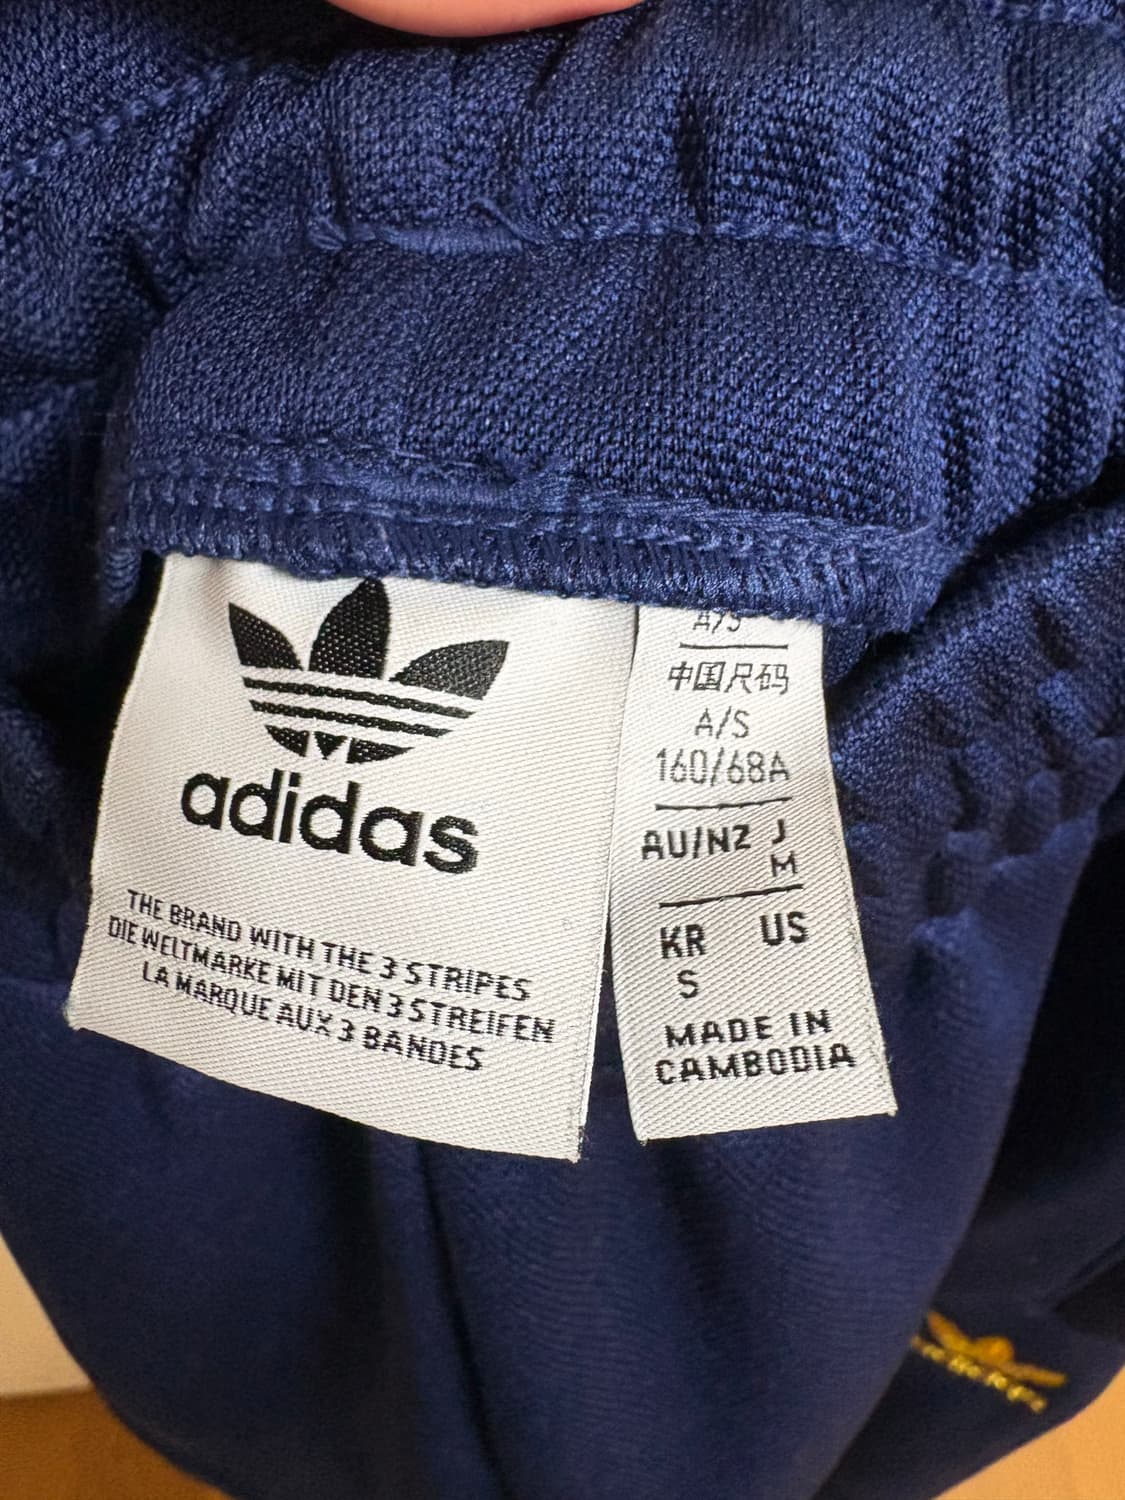 adidas
THE BRAND WITH THE 3 STRIPES
DIE WELTMARKE MIT DEN 3 STREIFEN
LA MARQUE AUX 3 BANDES
A/S
中国尺码
A/S
160/68A
AU/NZ J
M
KR US
S
MADE IN
CAMBODIA